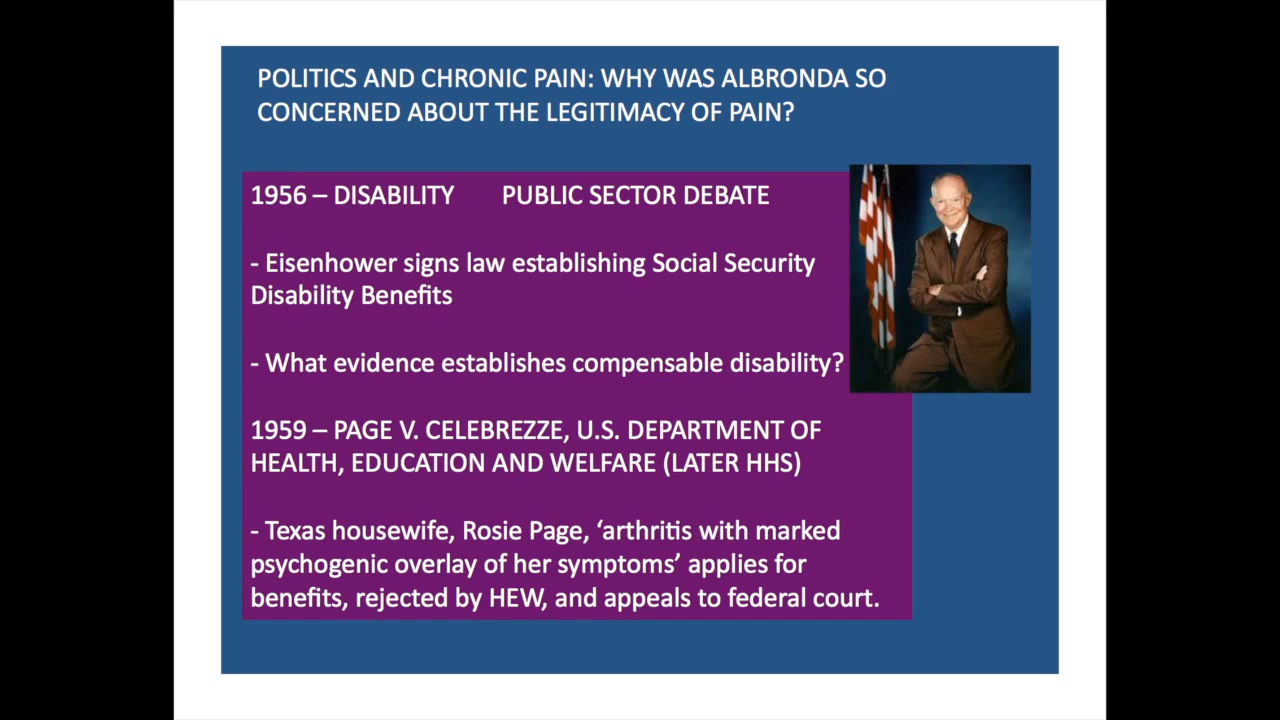 POLITICS AND CHRONIC PAIN: WHY WAS ALBRONDA SO
CONCERNED ABOUT THE LEGITIMACY OF PAIN?
1956 – DISABILITY PUBLIC SECTOR DEBATE
- Eisenhower signs law establishing Social Security
Disability Benefits
- What evidence establishes compensable disability?
1959 – PAGE V. CELEBREZZE, U.S. DEPARTMENT OF
HEALTH, EDUCATION AND WELFARE (LATER HHS)
- Texas housewife, Rosie Page, ‘arthritis with marked
psychogenic overlay of her symptoms’ applies for
benefits, rejected by HEW, and appeals to federal court.